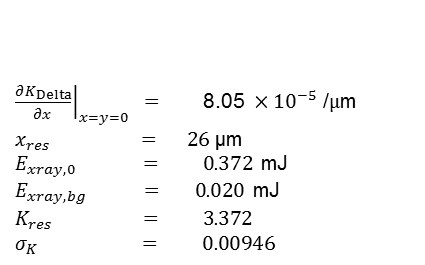 ∂K_Delta/∂x |_x=y=0 = 8.05 × 10⁻⁵ /μm
x_res = 26 μm
E_xray,0 = 0.372 mJ
E_xray,bg = 0.020 mJ
K_res = 3.372
σ_K = 0.00946